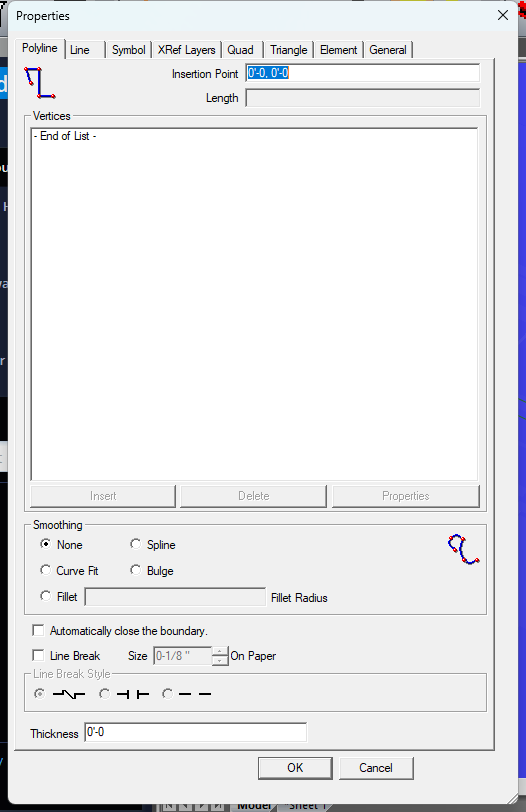 Properties
Polyline Line Symbol XRef Layers Quad Triangle Element General
Insertion Point 0'-0, 0'-0
Length
Vertices
- End of List -
Insert Delete Properties
Smoothing
None Spline
Curve Fit Bulge
Fillet Fillet Radius
Automatically close the boundary.
Line Break Size 0-1/8 " On Paper
Line Break Style
Thickness 0'-0
OK Cancel
Model Sheet 1